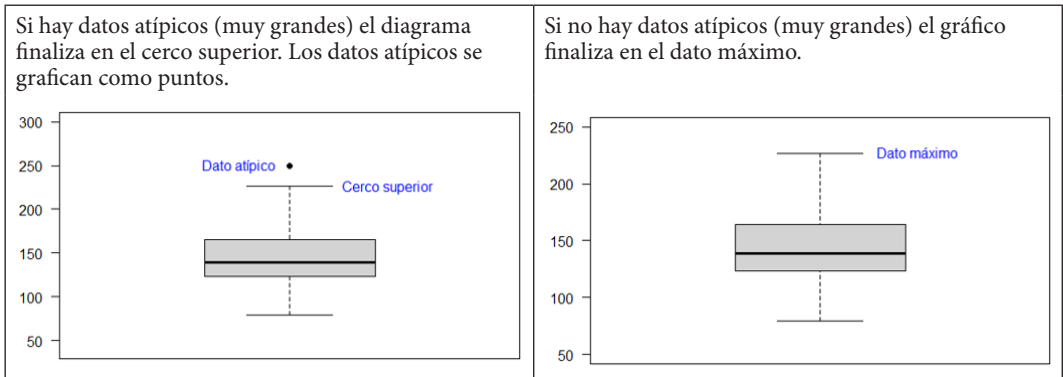 Si hay datos atípicos (muy grandes) el diagrama
finaliza en el cerco superior. Los datos atípicos se
grafican como puntos.
300
250
200
150
100
50
Dato atípico
Cerco superior
Si no hay datos atípicos (muy grandes) el gráfico
finaliza en el dato máximo.
250
200
150
100
50
Dato máximo